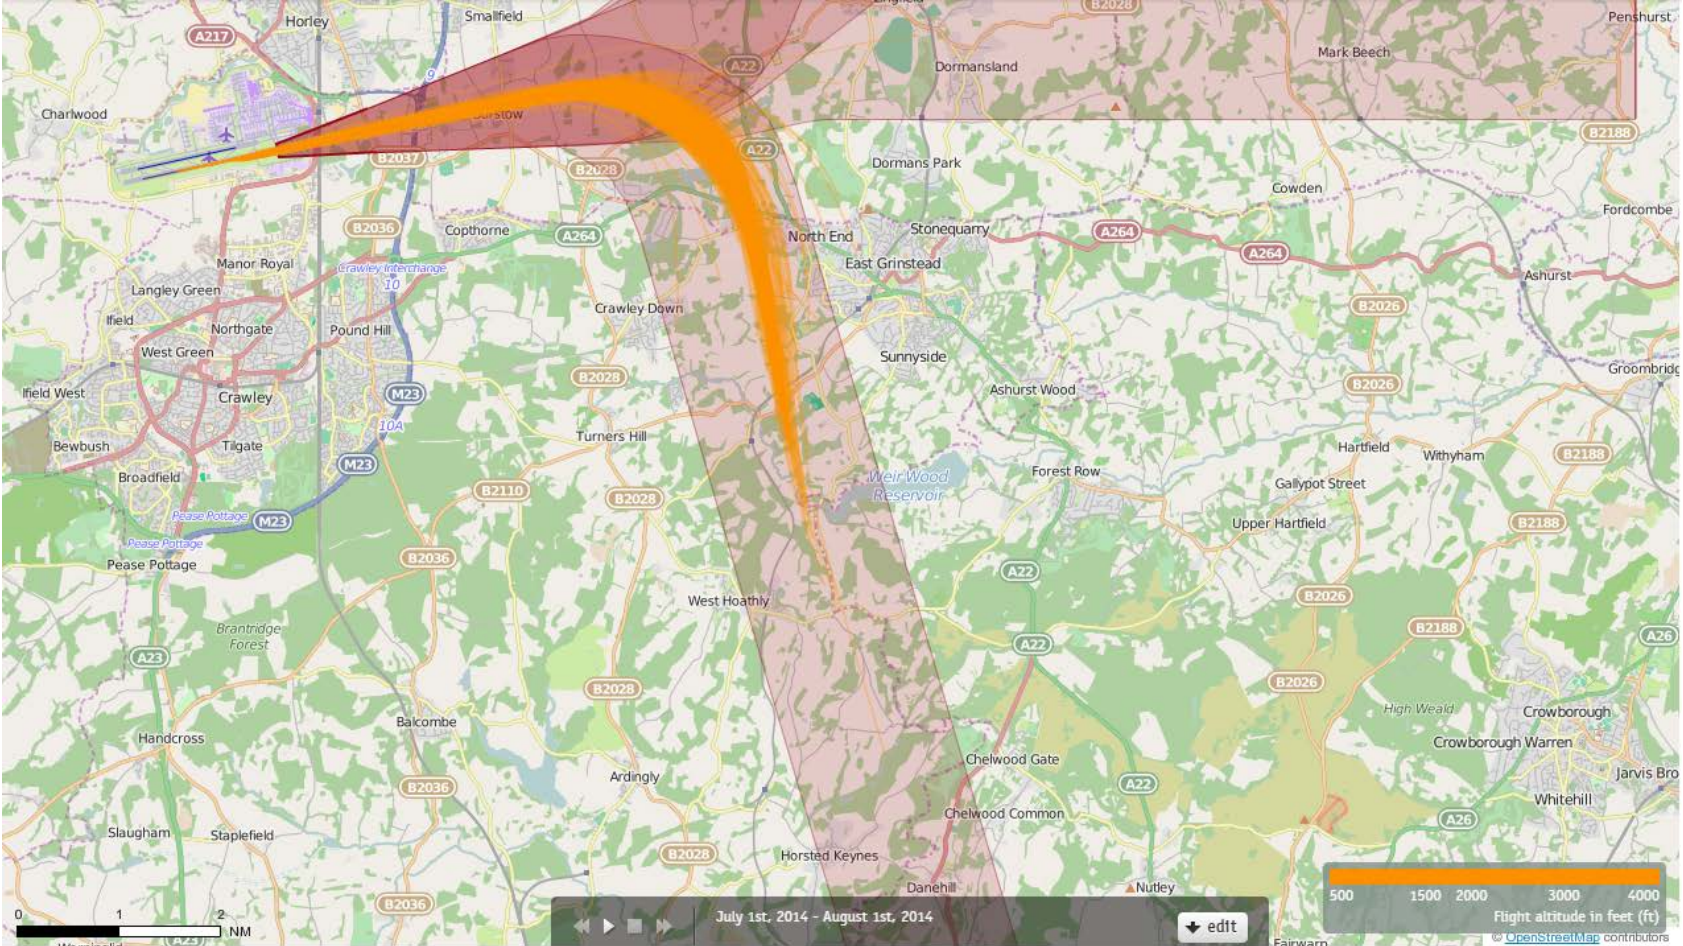 Smallfield
B2028
Penshurst
Horley
A217
Mark Beech
A22
Dormansland
9
Charlwood
B2188
A22
B2037
Dormans Park
B2028
Cowden
Fordcombe
B2036
Copthorne
A264
North End
Stonequarry
A264
A264
Manor Royal
East Grinstead
Crawley Interchange
10
Ashurst
Langley Green
Crawley Down
B2026
Ifield
Northgate
Pound Hill
West Green
Sunnyside
B2028
B2026
Ifield West
M23
Crawley
Ashurst Wood
10A
Bewbush
Tilgate
Turners Hill
Hartfield
Withyham
B2188
M23
Broadfield
Weir Wood
Reservoir
Forest Row
Gallypot Street
B2110
B2028
Pease Pottage
M23
Upper Hartfield
B2188
Pease Pottage
Pease Pottage
B2036
A22
West Hoathly
B2026
Brantridge
Forest
B2188
A26
A23
A22
B2028
B2026
High Weald
Crowborough
Balcombe
Handcross
Crowborough Warren
Chelwood Gate
Jarvis Bro
Ardingly
B2036
A22
Whitehill
Slaugham
Staplefield
Chelwood Common
A26
B2028
Horsted Keynes
Danehill
Nutley
B2036
500 1500 2000 3000 4000
Flight altitude in feet (ft)
0 1 2
NM
July 1st, 2014 - August 1st, 2014
edit
A23
Fairwarp
© OpenStreetMap contributors